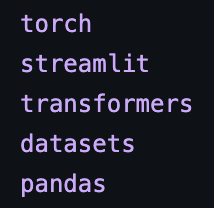 torch
streamlit
transformers
datasets
pandas